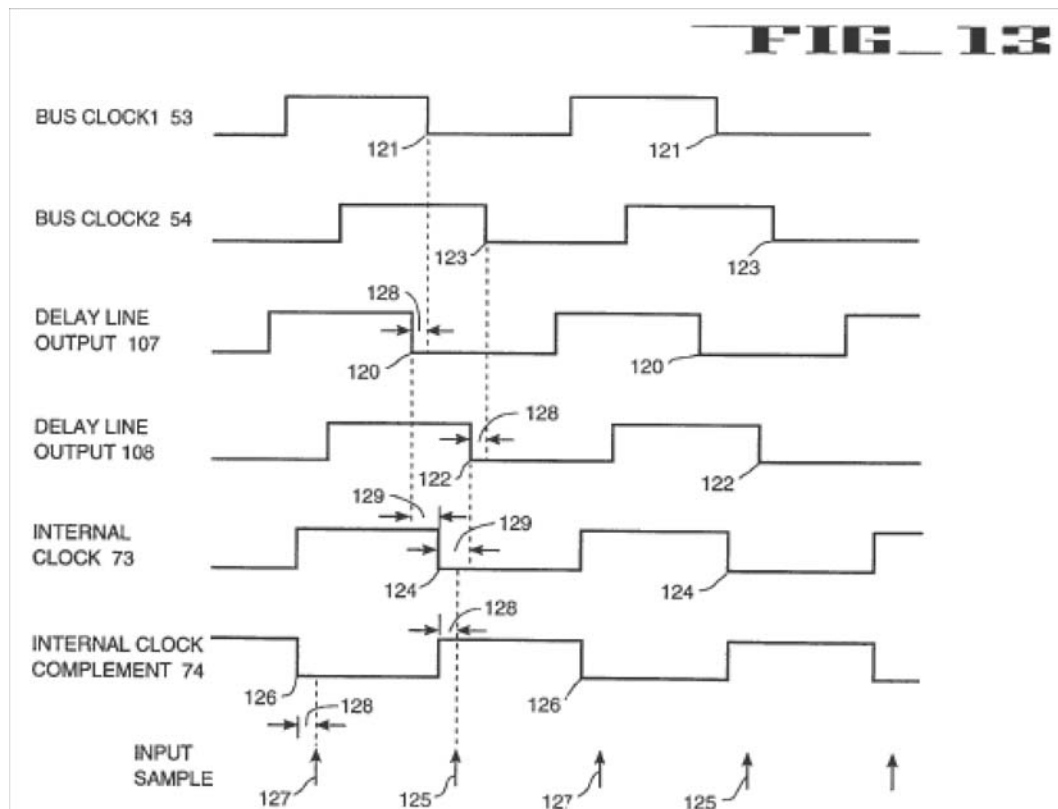 FIG_13
BUS CLOCK1 53
121
121
BUS CLOCK2 54
123
123
128
DELAY LINE
OUTPUT 107
120
120
128
DELAY LINE
OUTPUT 108
122
122
129
129
INTERNAL
CLOCK 73
124
124
128
INTERNAL CLOCK
COMPLEMENT 74
126
126
128
INPUT
SAMPLE
127
125
127
125